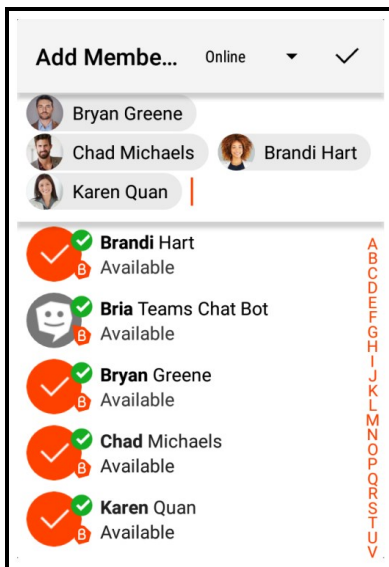 Add Membe... Online
Bryan Greene
Chad Michaels Brandi Hart
Karen Quan
Brandi Hart
B Available
Bria Teams Chat Bot
B Available
Bryan Greene
B Available
Chad Michaels
B Available
Karen Quan
B Available
A
B
C
D
E
F
G
H
I
J
K
L
M
N
O
P
Q
R
S
T
U
V